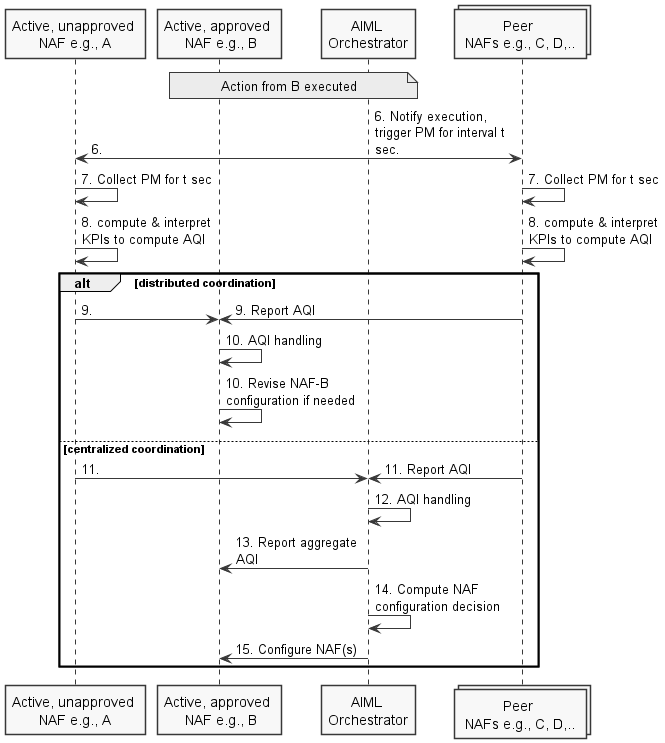 Active, unapproved
NAF e.g., A
Active, approved
NAF e.g., B
AIML
Orchestrator
Peer
NAFs e.g., C, D,..
Action from B executed
6. Notify execution,
trigger PM for interval t
sec.
6.
7. Collect PM for t sec
7. Collect PM for t sec
8. compute & interpret
KPIs to compute AQI
8. compute & interpret
KPIs to compute AQI
alt
[distributed coordination]
9.
9. Report AQI
10. AQI handling
10. Revise NAF-B
configuration if needed
[centralized coordination]
11.
11. Report AQI
12. AQI handling
13. Report aggregate
AQI
14. Compute NAF
configuration decision
15. Configure NAF(s)
Active, unapproved
NAF e.g., A
Active, approved
NAF e.g., B
AIML
Orchestrator
Peer
NAFs e.g., C, D,..